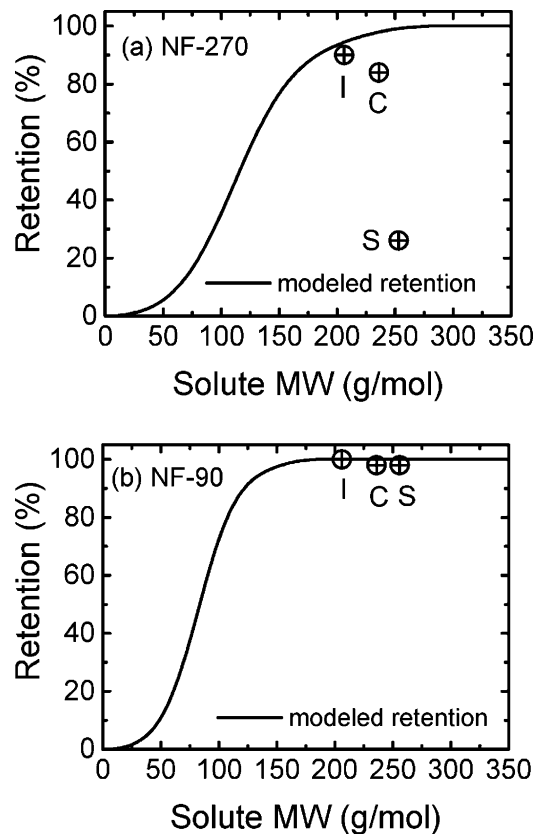 100
(a) NF-270
80
I
C
60
Retention (%)
40
S
20
modeled retention
0
0 50 100 150 200 250 300 350
Solute MW (g/mol)
100
(b) NF-90
I
C S
80
60
Retention (%)
40
20
modeled retention
0
0 50 100 150 200 250 300 350
Solute MW (g/mol)